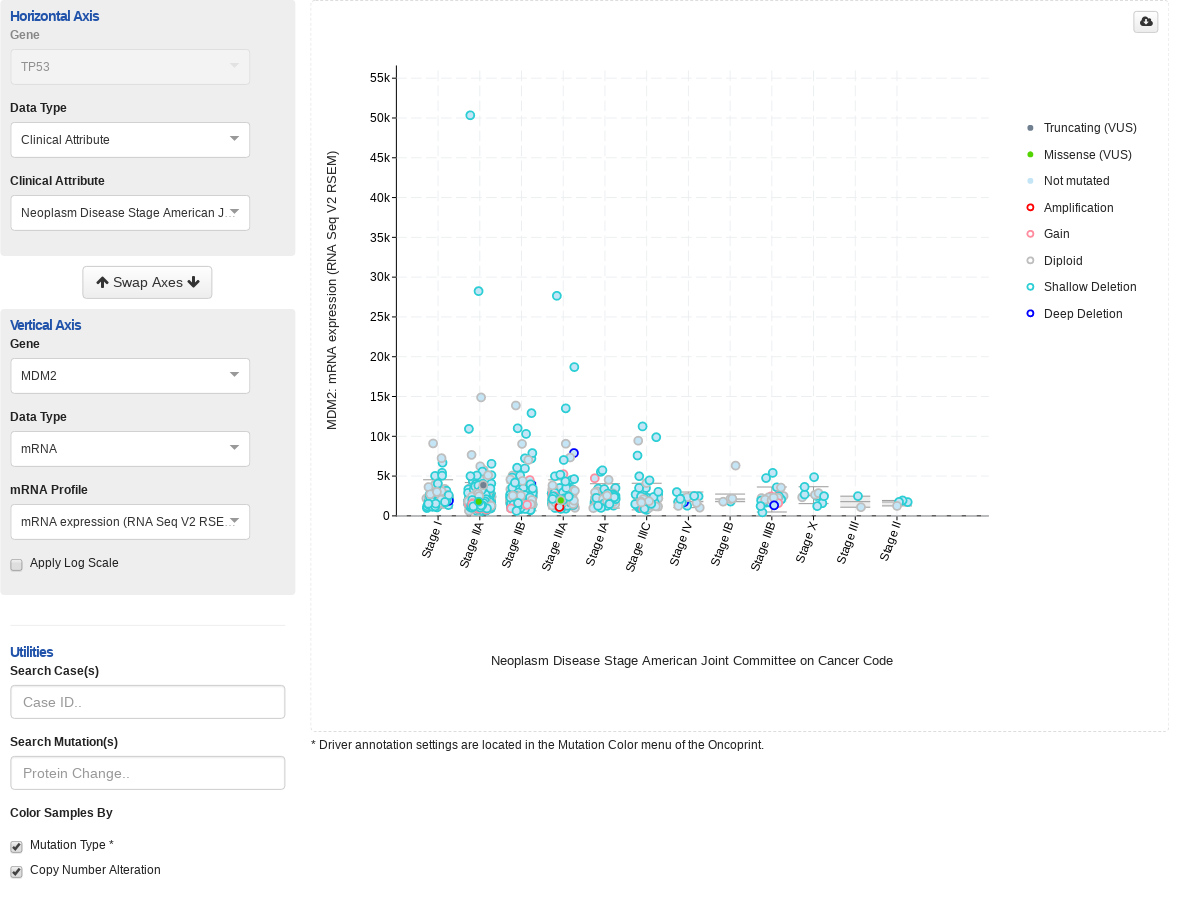 Horizontal Axis
Gene
TP53
Data Type
Clinical Attribute
Clinical Attribute
Neoplasm Disease Stage American J...
Swap Axes
Vertical Axis
Gene
MDM2
Data Type
mRNA
mRNA Profile
mRNA expression (RNA Seq V2 RSE...
Apply Log Scale
Utilities
Search Case(s)
Case ID..
Search Mutation(s)
Protein Change..
Color Samples By
Mutation Type *
Copy Number Alteration
MDM2: mRNA expression (RNA Seq V2 RSEM)
55k
50k
45k
40k
35k
30k
25k
20k
15k
10k
5k
0
Stage I
Stage IIA
Stage IIB
Stage IIIA
Stage IA
Stage IIIC
Stage IV
Stage IB
Stage IIIB
Stage X
Stage III
Stage II
Neoplasm Disease Stage American Joint Committee on Cancer Code
Truncating (VUS)
Missense (VUS)
Not mutated
Amplification
Gain
Diploid
Shallow Deletion
Deep Deletion
* Driver annotation settings are located in the Mutation Color menu of the Oncoprint.